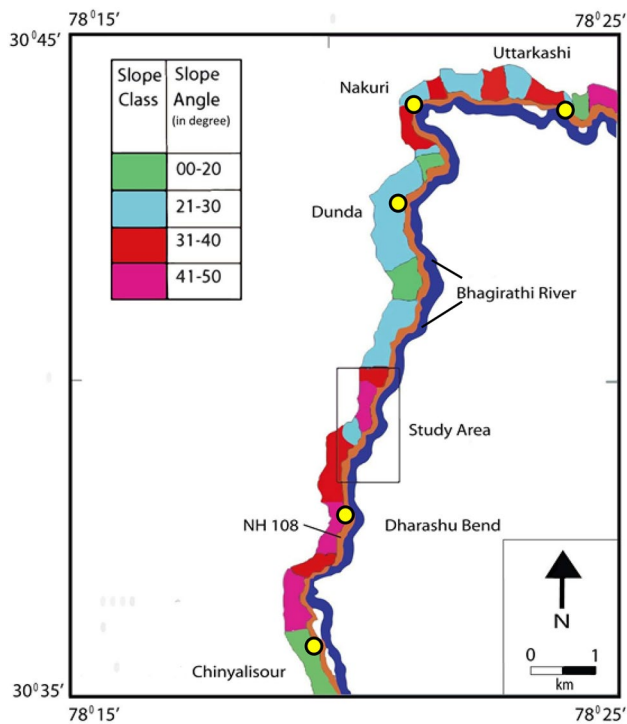 78⁰15'
78⁰25'
30⁰45'
Slope Class
Slope Angle (in degree)
00-20
21-30
31-40
41-50
Uttarkashi
Nakuri
Dunda
Bhagirathi River
Study Area
NH 108
Dharashu Bend
N
0 1
km
Chinyalisour
30⁰35'
78⁰15'
78⁰25'